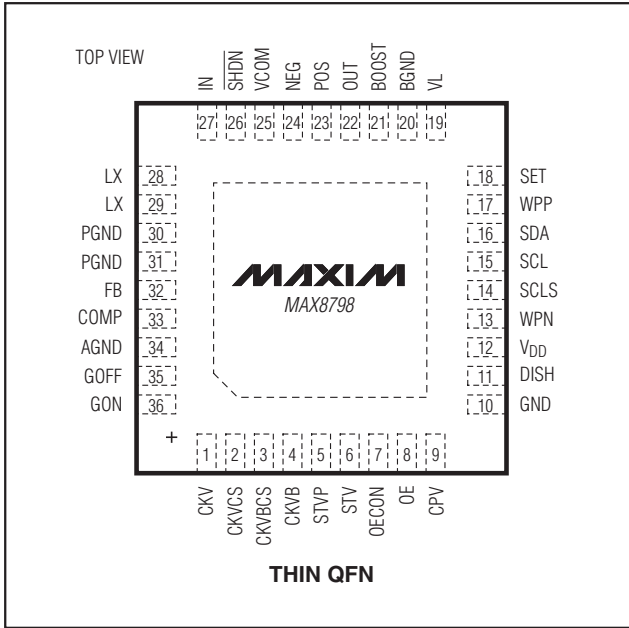 TOP VIEW
IN
SHDN
VCOM
NEG
POS
OUT
BOOST
BGND
VL
27 26 25 24 23 22 21 20 19
LX 28
LX 29
PGND 30
PGND 31
FB 32
COMP 33
AGND 34
GOFF 35
GON 36
18 SET
17 WPP
16 SDA
15 SCL
14 SCLS
13 WPN
12 VDD
11 DISH
10 GND
MAXIM
MAX8798
+
1 2 3 4 5 6 7 8 9
CKV
CKVCS
CKVBCS
CKVB
STVP
STV
OECON
OE
CPV
THIN QFN